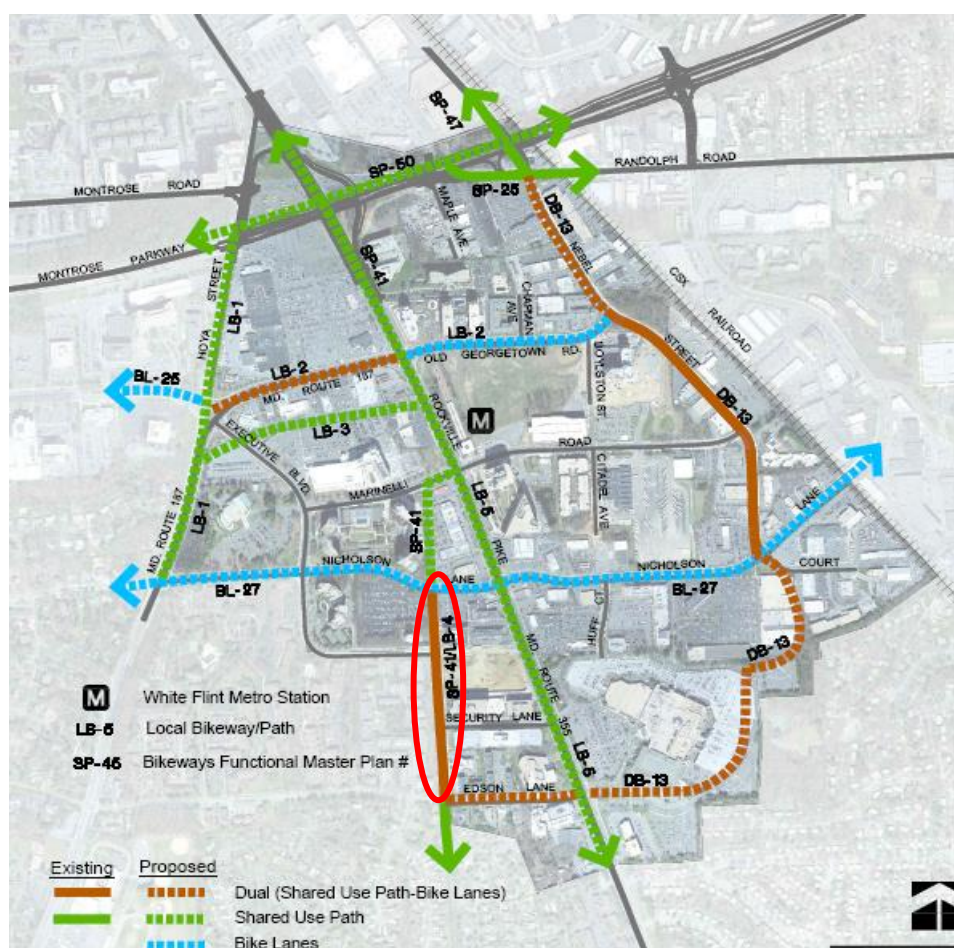 SP-47
SP-50
MONTROSE ROAD
RANDOLPH ROAD
SP-25
MAPLE AVE.
DB-13
NEBEL
MONTROSE PARKWAY
SP-41
CSX RAILROAD
HOYA STREET
LB-1
CHAPMAN AVE
LB-2
OLD GEORGETOWN RD.
STREET
BOYLSTON ST.
LB-2
MD. ROUTE 187
BL-25
ROCKVILLE
M
DB-13
LB-3
EXECUTIVE BLVD.
MARINELLI ROAD
CITADEL AVE
LANE
LB-5
SP-41
PIKE
MD. ROUTE 187
LB-1
NICHOLSON LANE
NICHOLSON
COURT
BL-27
BL-27
HUFF
SP-41/LB-4
MD. ROUTE 355
DB-13
M White Flint Metro Station
SECURITY LANE
LB-5 Local Bikeway/Path
LB-5
SP-45 Bikeways Functional Master Plan #
EDSON LANE
DB-13
Existing Proposed
Dual (Shared Use Path-Bike Lanes)
Shared Use Path
Bike Lanes